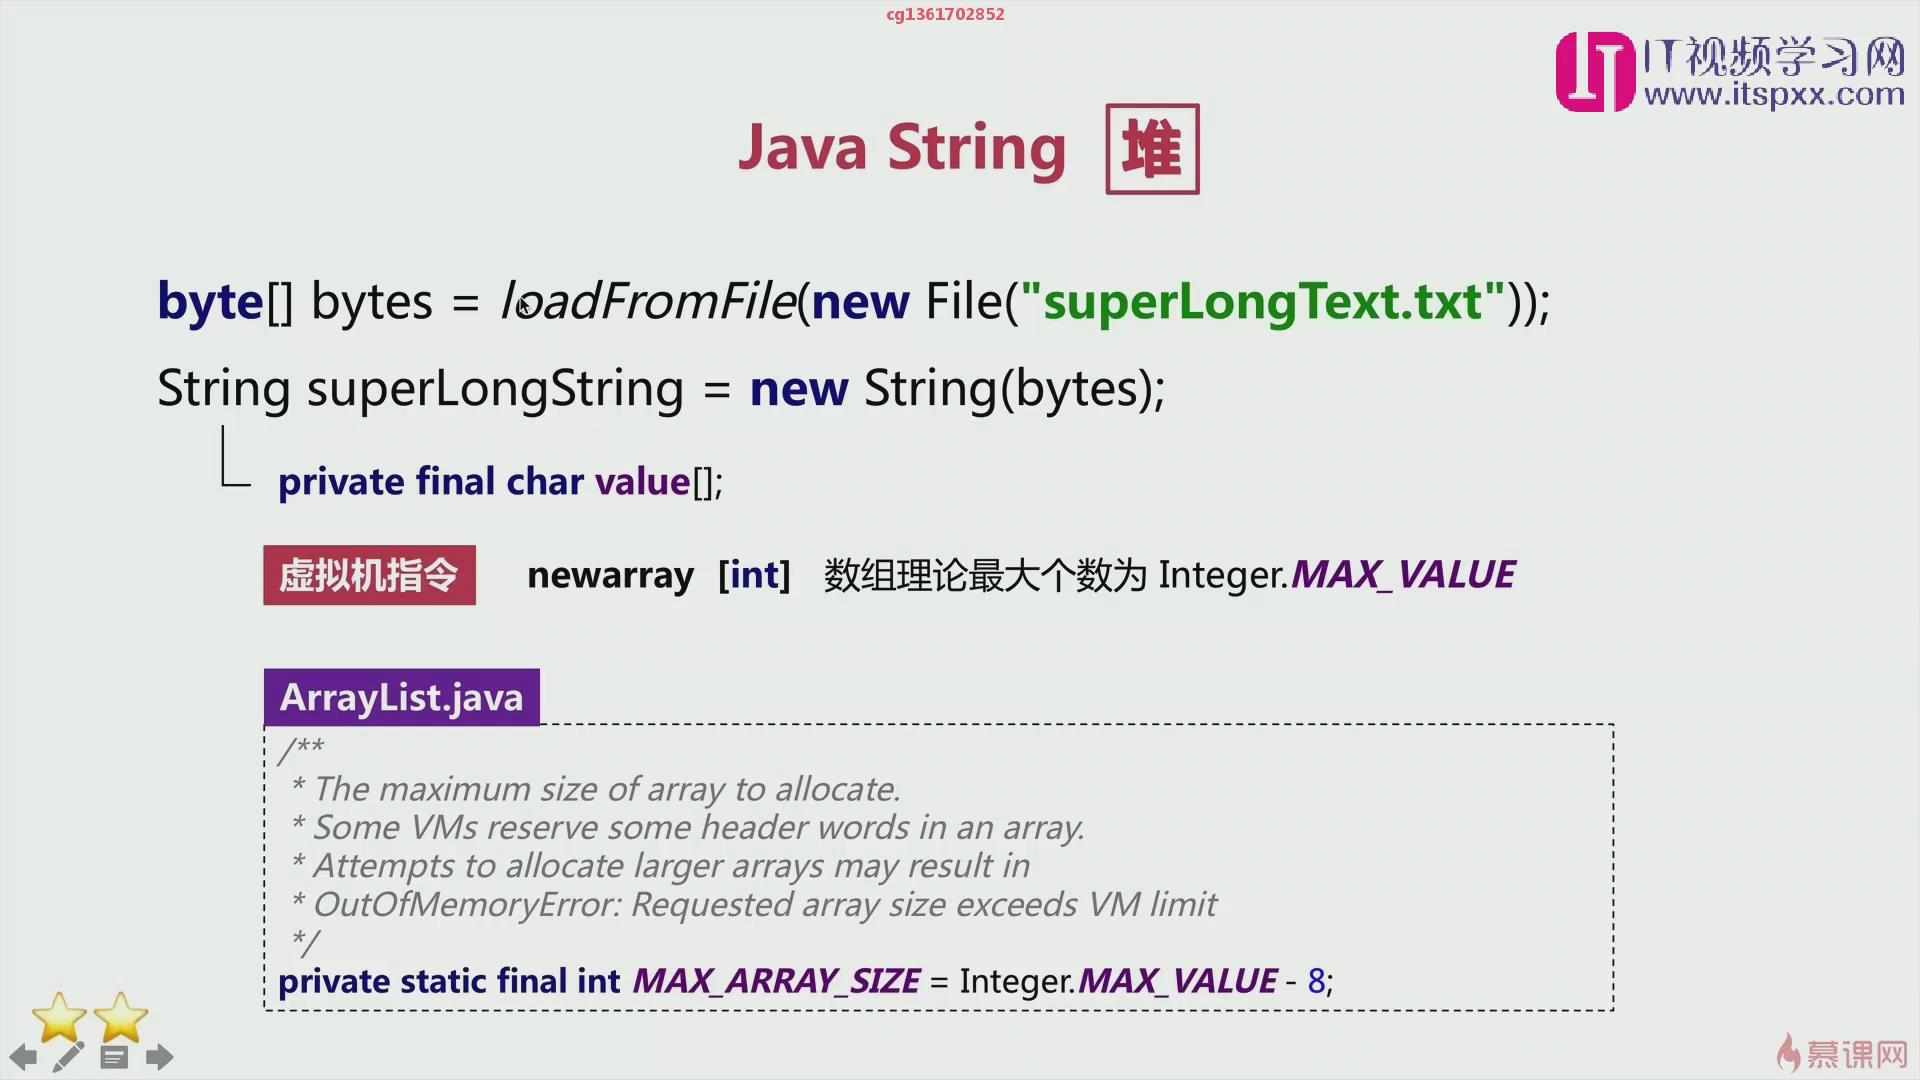 cg1361702852
IT视频学习网
www.itspxx.com
Java String 堆
byte[] bytes = loadFromFile(new File("superLongText.txt"));
String superLongString = new String(bytes);
private final char value[];
虚拟机指令 newarray [int] 数组理论最大个数为 Integer.MAX_VALUE
ArrayList.java
/**
* The maximum size of array to allocate.
* Some VMs reserve some header words in an array.
* Attempts to allocate larger arrays may result in
* OutOfMemoryError: Requested array size exceeds VM limit
*/
private static final int MAX_ARRAY_SIZE = Integer.MAX_VALUE - 8;
慕课网